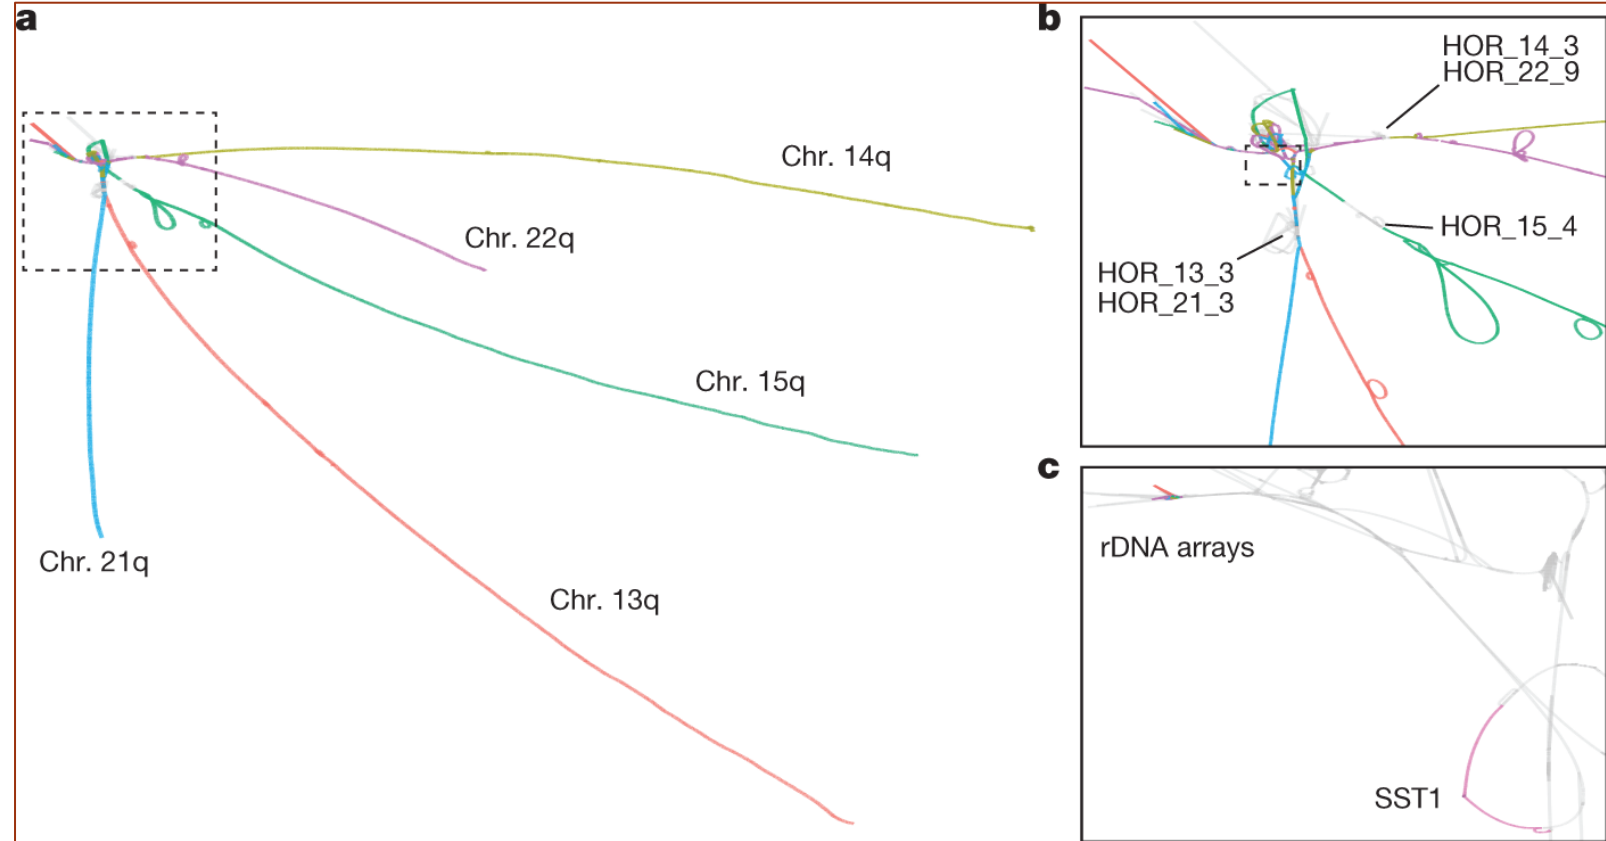 a
Chr. 14q
Chr. 22q
Chr. 15q
Chr. 21q
Chr. 13q
b
HOR_14_3
HOR_22_9
HOR_15_4
HOR_13_3
HOR_21_3
c
rDNA arrays
SST1